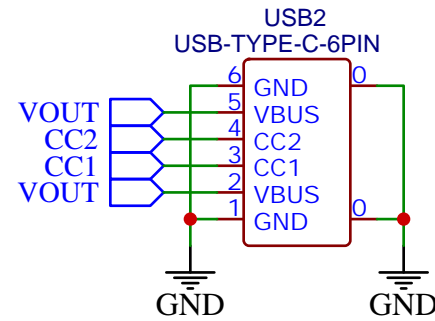 USB2
USB-TYPE-C-6PIN
6 GND 0
VOUT 5 VBUS
CC2 4 CC2
CC1 3 CC1
VOUT 2 VBUS
1 GND 0
GND GND